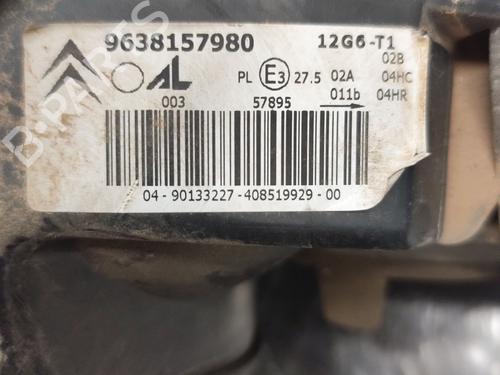 9638157980 12G6-T1
AL PL E3 27.5 02A 02B
04HC
003 57895 011b 04HR
04 - 90133227 -408519929 - 00
B-PARTS